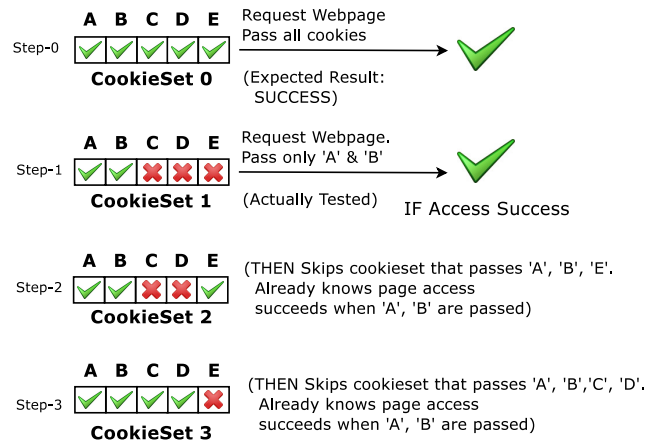 A B C D E
Request Webpage
Pass all cookies
Step-0
CookieSet 0
(Expected Result:
SUCCESS)
A B C D E
Request Webpage.
Pass only 'A' & 'B'
Step-1
CookieSet 1
(Actually Tested)
IF Access Success
A B C D E
(THEN Skips cookieset that passes 'A', 'B', 'E'.
Already knows page access
succeeds when 'A', 'B' are passed)
Step-2
CookieSet 2
A B C D E
(THEN Skips cookieset that passes 'A', 'B','C', 'D'.
Already knows page access
succeeds when 'A', 'B' are passed)
Step-3
CookieSet 3